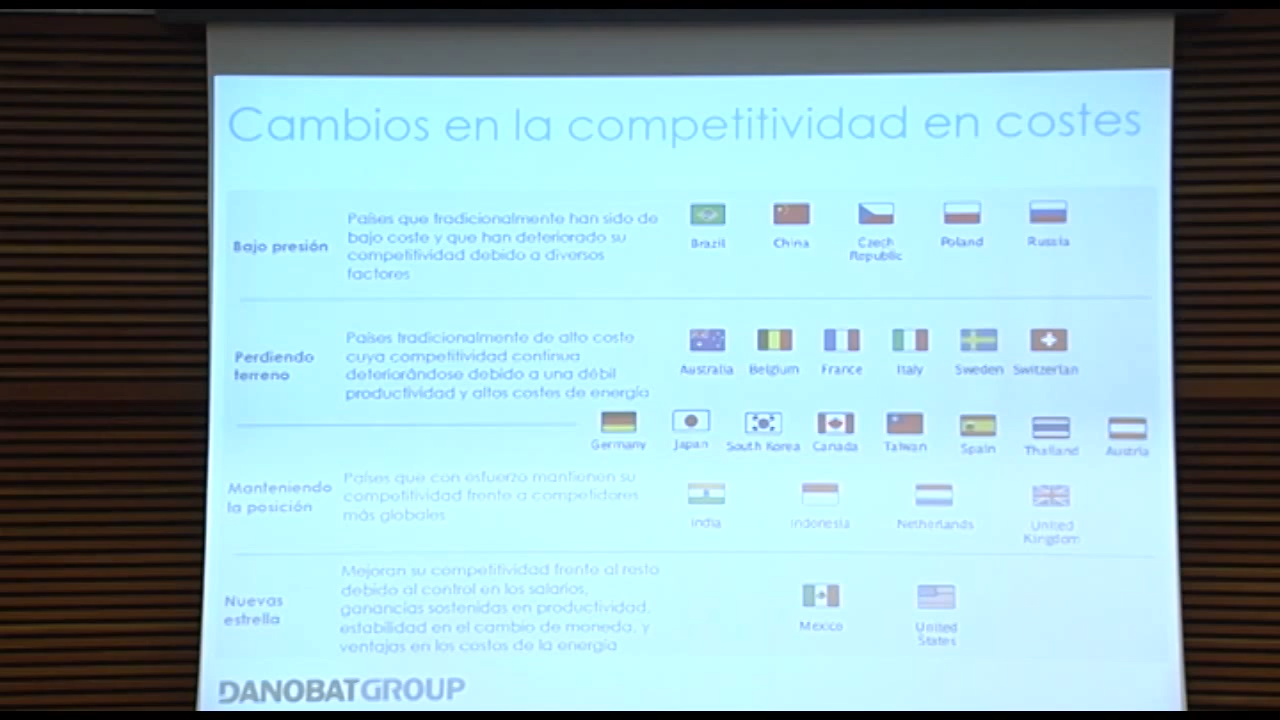 Cambios en la competitividad en costes
Bajo presión
Países que tradicionalmente han sido de
bajo coste y que han deteriorado su
competitividad debido a diversos
factores
Brazil
China
Czech
Republic
Poland
Russia
Perdiendo
terreno
Países tradicionalmente de alto coste
cuya competitividad continua
deteriorándose debido a una débil
productividad y altos costes de energía
Australia
Belgium
France
Italy
Sweden
Switzerlan
Germany
Japan
South Korea
Canada
Taiwan
Spain
Thailand
Austria
Manteniendo
la posición
Países que con esfuerzo mantienen su
competitividad frente a competidores
más globales
India
Indonesia
Netherlands
United
Kingdom
Nuevas
estrella
Mejoran su competitividad frente al resto
debido al control en los salarios,
ganancias sostenidas en productividad,
estabilidad en el cambio de moneda, y
ventajas en los costos de la energía
Mexico
United
States
DANOBATGROUP